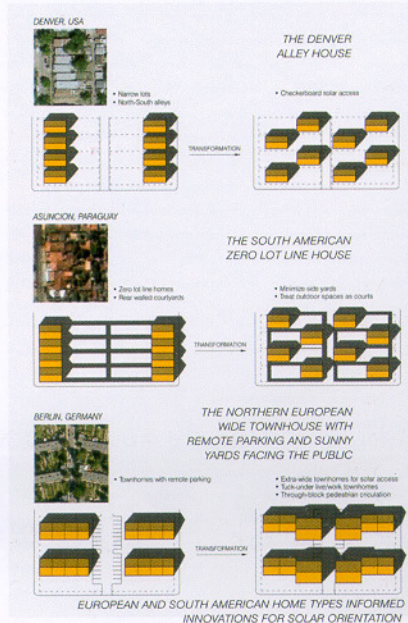 DENVER, USA
THE DENVER
ALLEY HOUSE
• Narrow lots
• North-South alleys
• Checkerboard solar access
TRANSFORMATION
ASUNCION, PARAGUAY
THE SOUTH AMERICAN
ZERO LOT LINE HOUSE
• Zero lot line homes
• Rear walled courtyards
• Minimize side yards
• Treat outdoor spaces as courts
TRANSFORMATION
BERLIN, GERMANY
THE NORTHERN EUROPEAN
WIDE TOWNHOUSE WITH
REMOTE PARKING AND SUNNY
YARDS FACING THE PUBLIC
• Townhomes with remote parking
• Extra-wide townhomes for solar access
• Tuck-under live/work townhomes
• Through-block pedestrian circulation
TRANSFORMATION
EUROPEAN AND SOUTH AMERICAN HOME TYPES INFORMED
INNOVATIONS FOR SOLAR ORIENTATION